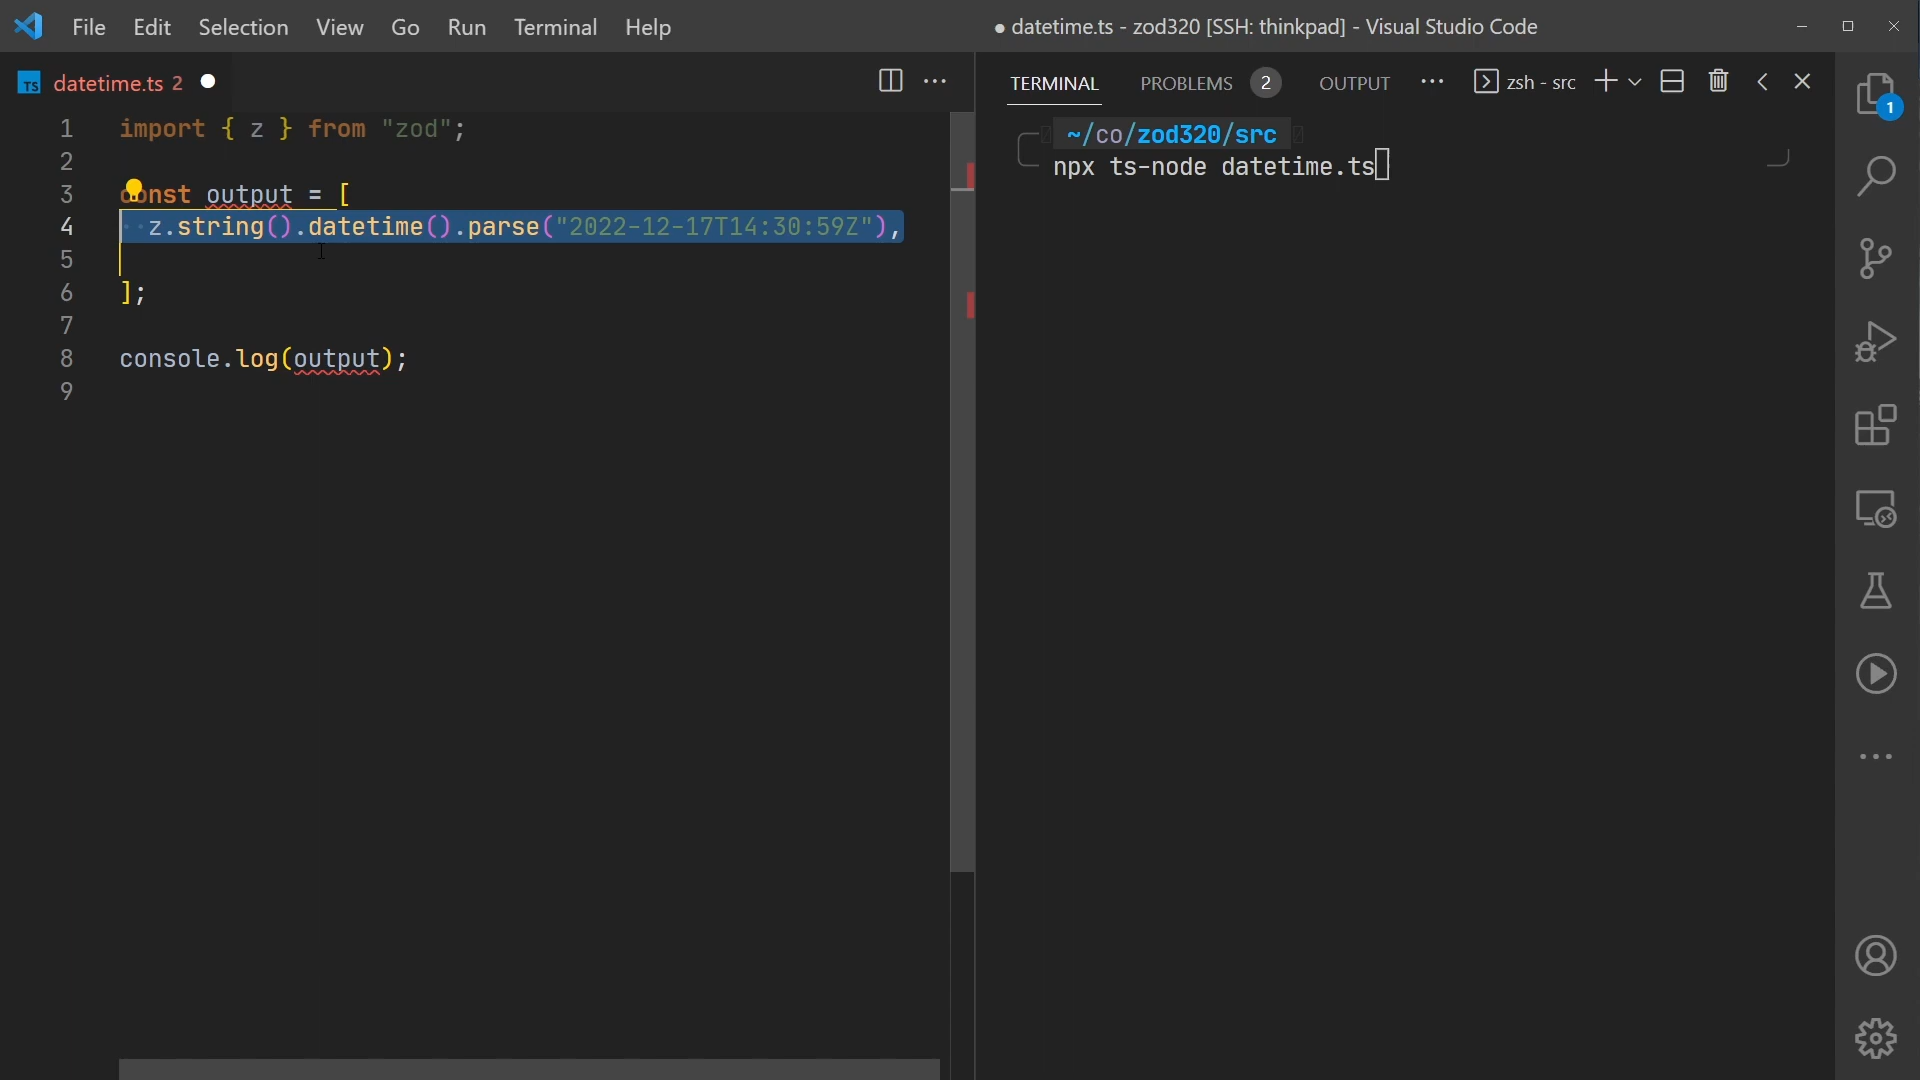 File Edit Selection View Go Run Terminal Help
● datetime.ts - zod320 [SSH: thinkpad] - Visual Studio Code
TS datetime.ts 2
1 import { z } from "zod";
2
3 const output = [
4 z.string().datetime().parse("2022-12-17T14:30:59Z"),
5
6 ];
7
8 console.log(output);
9
TERMINAL PROBLEMS 2 OUTPUT ··· zsh - src
~/co/zod320/src
npx ts-node datetime.ts
1